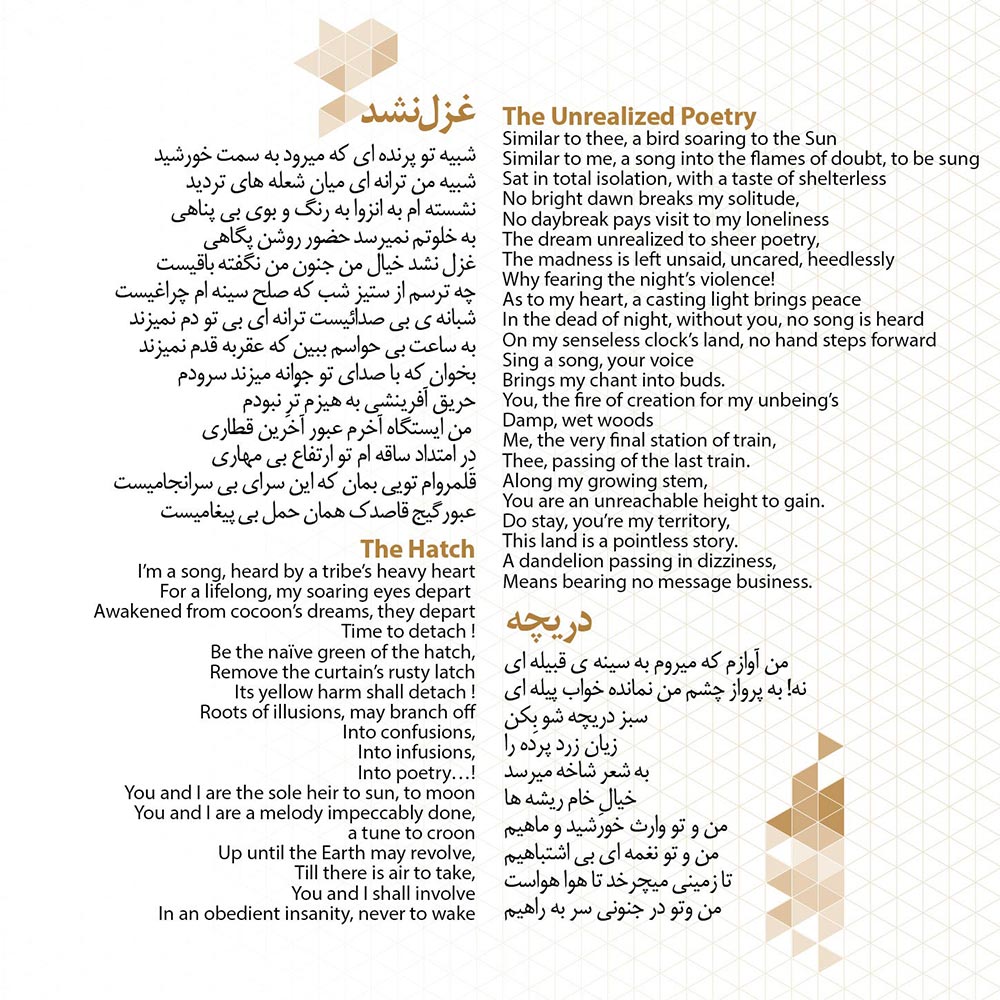 غزل نشد
شبیه تو پرنده ای که میرود به سمت خورشید
شبیه من ترانه ای میان شعله های تردید
نشسته ام به انزوا به رنگ و بوی بی پناهی
به خلوتم نمیرسد حضور روشن پگاهی
غزل نشد خیال من جنون من نگفته باقیست
چه ترسم از ستیز شب که صلح سینه ام چراغیست
شبانه ی بی صدائیست ترانه ای بی تو دم نمیزند
به ساعت بی حواسم ببین که عقربه قدم نمیزند
بخوان که با صدای تو جوانه میزند سرودم
حریق آفرینشی به هیزم تَرِ نبودم
من ایستگاه آخرم عبور آخرین قطاری
در امتداد ساقه ام تو ارتفاع بی مهاری
قلمروام تویی بمان که این سرای بی سرانجامیست
عبور گیج قاصدک همان حمل بی پیغامیست
The Unrealized Poetry
Similar to thee, a bird soaring to the Sun
Similar to me, a song into the flames of doubt, to be sung
Sat in total isolation, with a taste of shelterless
No bright dawn breaks my solitude,
No daybreak pays visit to my loneliness
The dream unrealized to sheer poetry,
The madness is left unsaid, uncared, heedlessly
Why fearing the night's violence!
As to my heart, a casting light brings peace
In the dead of night, without you, no song is heard
On my senseless clock's land, no hand steps forward
Sing a song, your voice
Brings my chant into buds.
You, the fire of creation for my unbeing's
Damp, wet woods
Me, the very final station of train,
Thee, passing of the last train.
Along my growing stem,
You are an unreachable height to gain.
Do stay, you're my territory,
This land is a pointless story.
A dandelion passing in dizziness,
Means bearing no message business.
The Hatch
I'm a song, heard by a tribe's heavy heart
For a lifelong, my soaring eyes depart
Awakened from cocoon's dreams, they depart
Time to detach !
Be the naïve green of the hatch,
Remove the curtain's rusty latch
Its yellow harm shall detach !
Roots of illusions, may branch off
Into confusions,
Into infusions,
Into poetry…!
You and I are the sole heir to sun, to moon
You and I are a melody impeccably done,
a tune to croon
Up until the Earth may revolve,
Till there is air to take,
You and I shall involve
In an obedient insanity, never to wake
دریچه
من آوازم که میروم به سینه ی قبیله ای
نه! به پرواز چشم من نمانده خواب پیله ای
سبز دریچه شو بِکن
زیان زرد پرده را
به شعر شاخه میرسد
خیالِ خام ریشه ها
من و تو وارث خورشید و ماهیم
من و تو نغمه ای بی اشتباهیم
تا زمینی میچرخد تا هوا هواست
من وتو در جنونی سر به راهیم